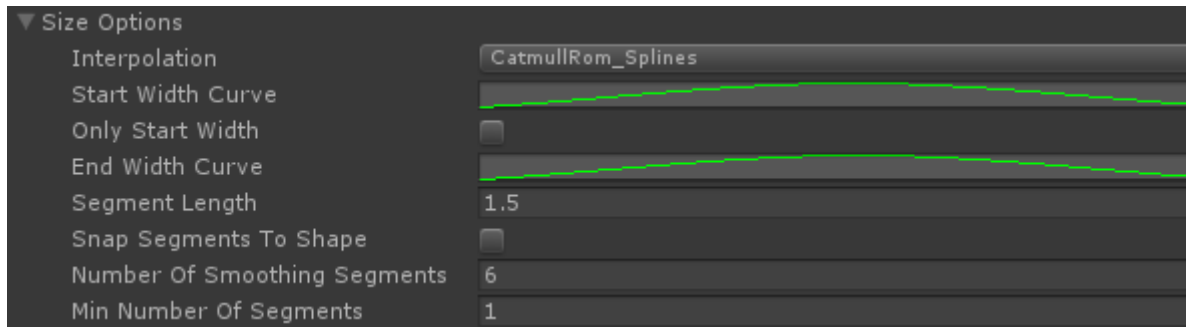 Size Options
Interpolation CatmullRom_Splines
Start Width Curve
Only Start Width
End Width Curve
Segment Length 1.5
Snap Segments To Shape
Number Of Smoothing Segments 6
Min Number Of Segments 1